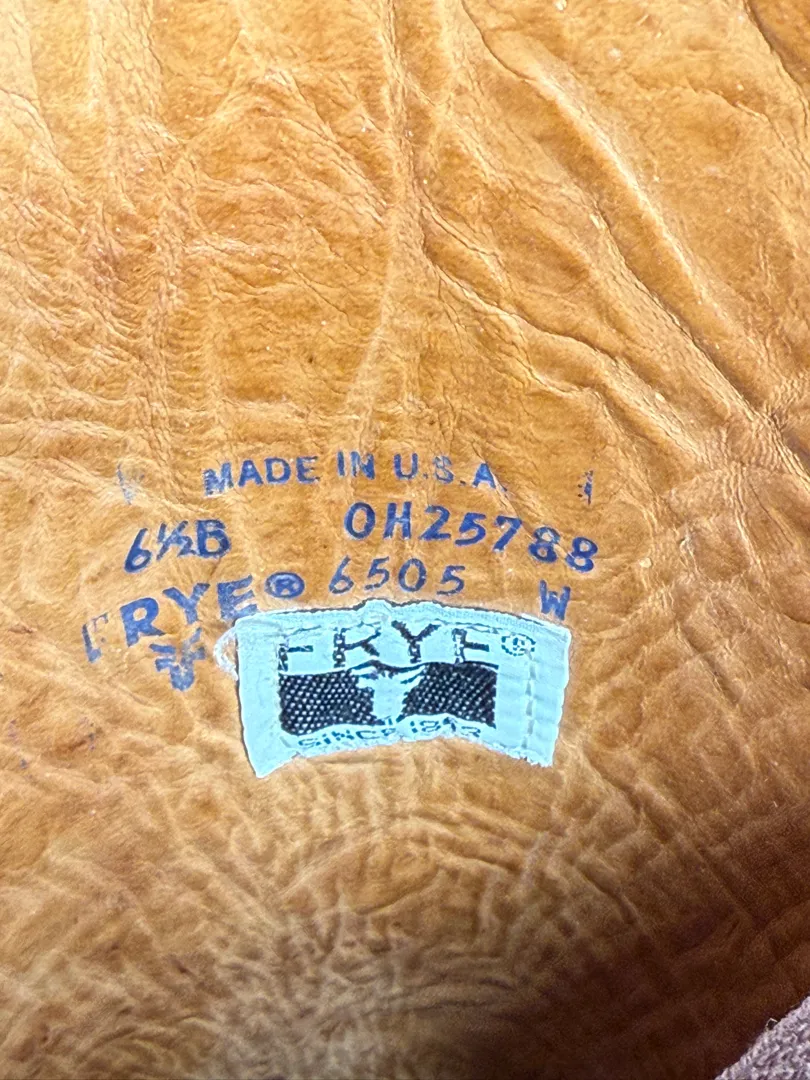 MADE IN U.S.A.
6½B OH25788
FRYE® 6505 W
FRYE®
SINCE 1863